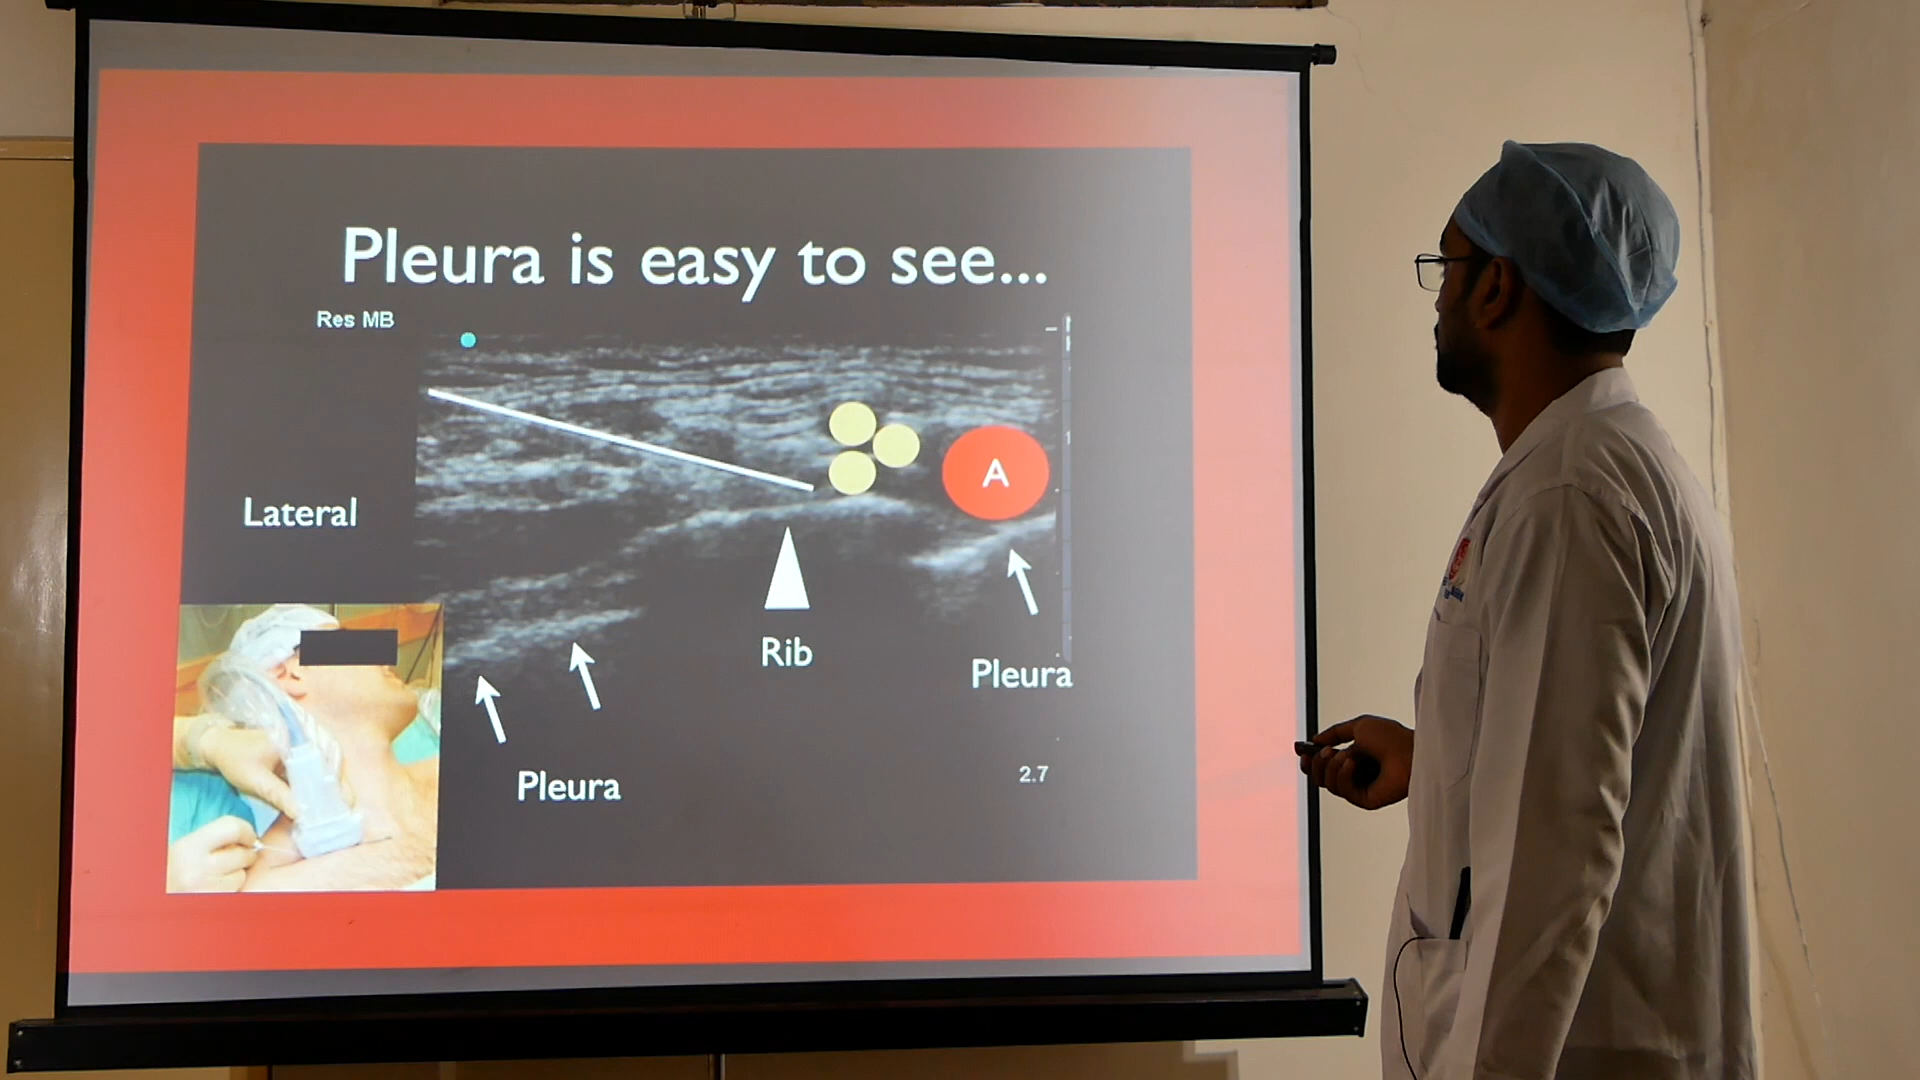 Pleura is easy to see...
Res MB
A
Lateral
Rib
Pleura
Pleura
2.7